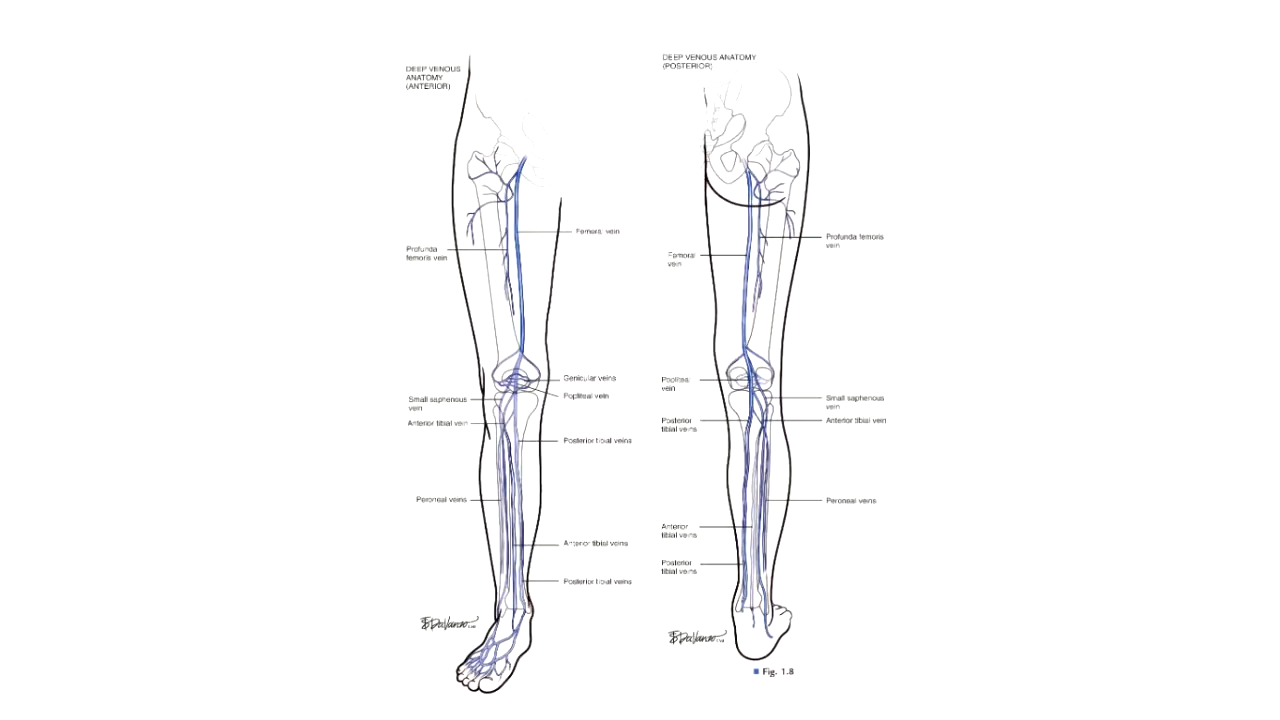 DEEP VENOUS
ANATOMY
(ANTERIOR)
Femoral vein
Profunda
femoris vein
Genicular veins
Popliteal vein
Small saphenous
vein
Anterior tibial vein
Posterior tibial veins
Peroneal veins
Anterior tibial veins
Posterior tibial veins
DEEP VENOUS ANATOMY
(POSTERIOR)
Profunda femoris
vein
Femoral
vein
Popliteal
vein
Small saphenous
vein
Posterior
tibial veins
Anterior tibial vein
Peroneal veins
Anterior
tibial veins
Posterior
tibial veins
Fig. 1.8